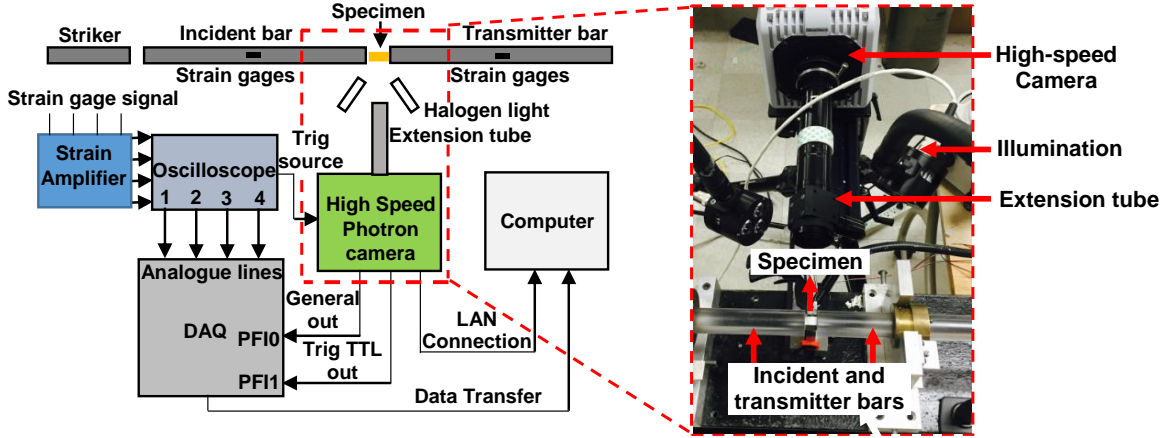 Specimen
Striker
Incident bar
Transmitter bar
Strain gages
Strain gages
Strain gage signal
Halogen light
Extension tube
Strain
Amplifier
Oscilloscope
1 2 3 4
Trig
source
High Speed
Photron
camera
Computer
Analogue lines
DAQ
PFI0
PFI1
General
out
Trig TTL
out
LAN
Connection
Data Transfer
High-speed
Camera
Illumination
Extension tube
Specimen
Incident and
transmitter bars